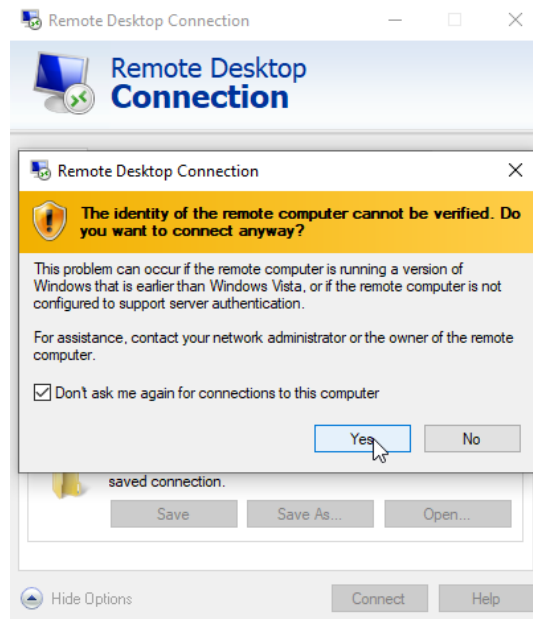 Remote Desktop Connection
Remote Desktop
Connection
Remote Desktop Connection
The identity of the remote computer cannot be verified. Do
you want to connect anyway?
This problem can occur if the remote computer is running a version of
Windows that is earlier than Windows Vista, or if the remote computer is not
configured to support server authentication.
For assistance, contact your network administrator or the owner of the remote
computer.
Don't ask me again for connections to this computer
Yes No
saved connection.
Save Save As... Open...
Hide Options Connect Help